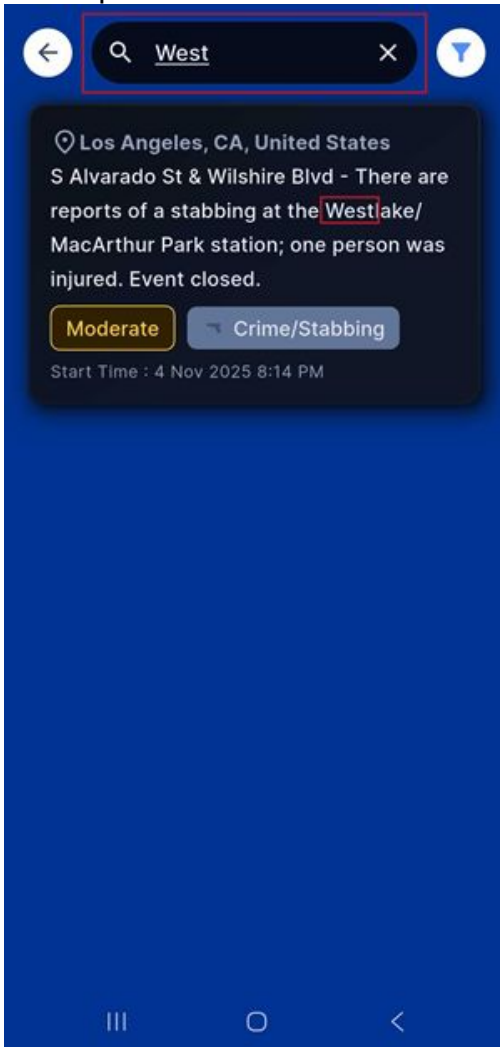 West
Los Angeles, CA, United States
S Alvarado St & Wilshire Blvd - There are
reports of a stabbing at the Westlake/
MacArthur Park station; one person was
injured. Event closed.
Moderate
Crime/Stabbing
Start Time : 4 Nov 2025 8:14 PM